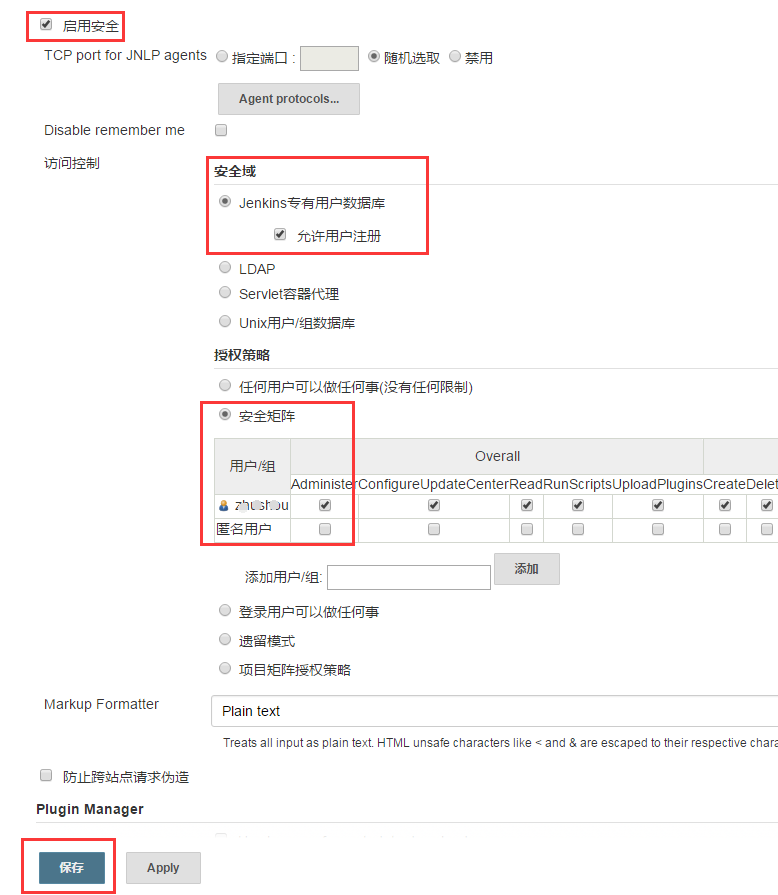 启用安全
TCP port for JNLP agents 指定端口 : 随机选取 禁用
Agent protocols...
Disable remember me
访问控制
安全域
Jenkins专有用户数据库
允许用户注册
LDAP
Servlet容器代理
Unix用户/组数据库
授权策略
任何用户可以做任何事(没有任何限制)
安全矩阵
用户/组 Overall
Administer ConfigureUpdateCenter Read RunScripts UploadPlugins Create Delet
匿名用户
添加用户/组: 添加
登录用户可以做任何事
遗留模式
项目矩阵授权策略
Markup Formatter Plain text
Treats all input as plain text. HTML unsafe characters like < and & are escaped to their respective chara
防止跨站点请求伪造
Plugin Manager
保存 Apply